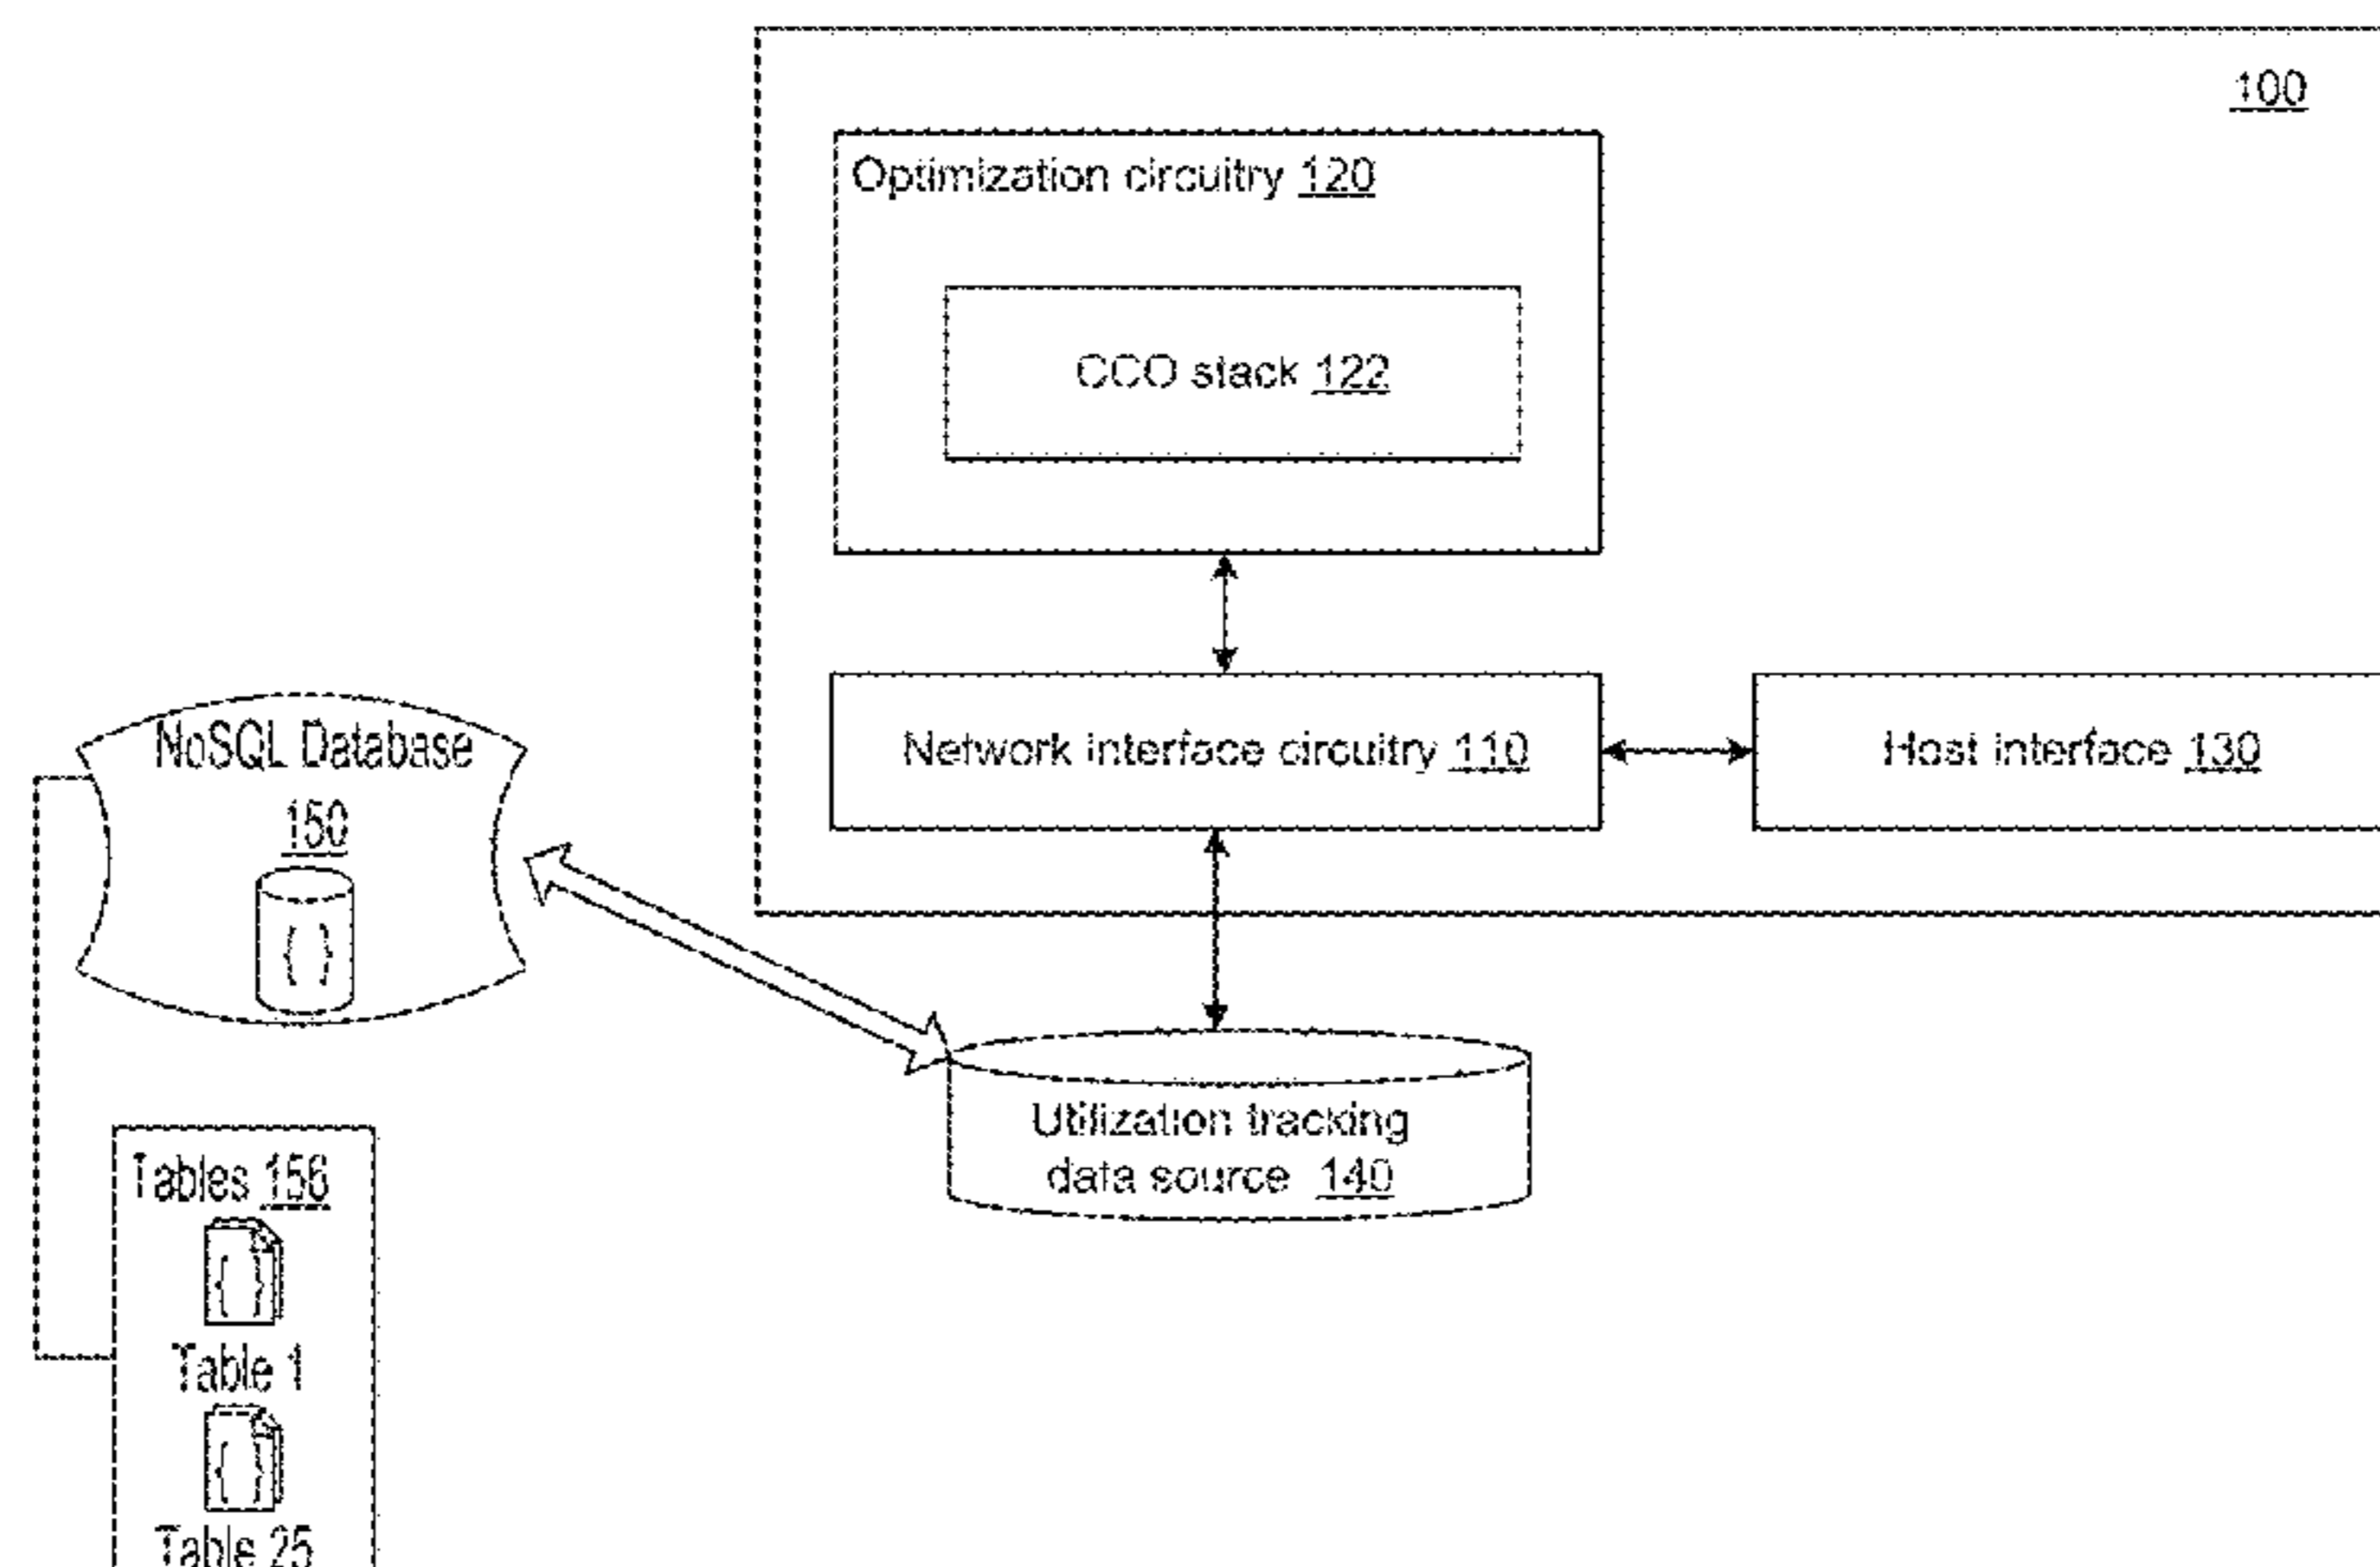 100
Optimization circuitry 120
CCO stack 122
Network interface circuitry 110
Host interface 130
NoSQL Database
150
Utilization tracking
data source 140
Tables 156
Table 1
Table 25